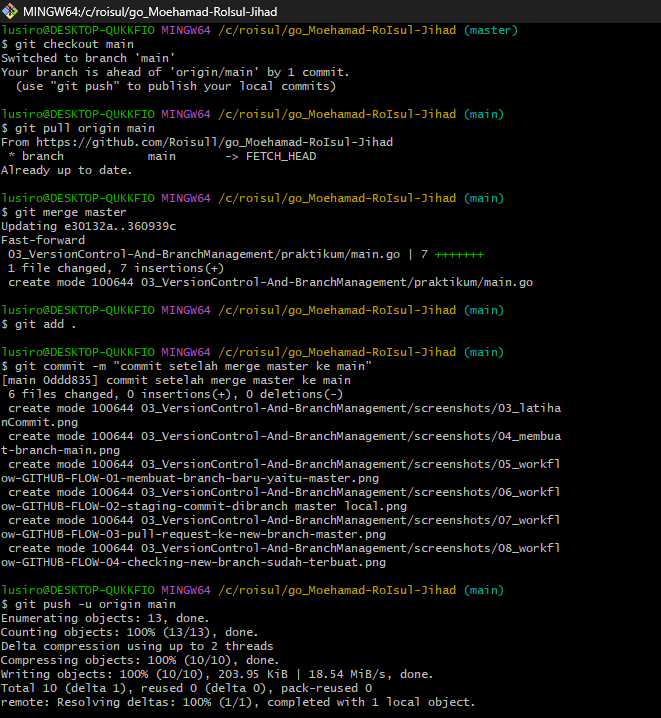 MINGW64:/c/roisul/go_Moehamad-RoIsul-Jihad
lusiro@DESKTOP-QUKKFIO MINGW64 /c/roisul/go_Moehamad-RoIsul-Jihad (master)
$ git checkout main
Switched to branch 'main'
Your branch is ahead of 'origin/main' by 1 commit.
  (use "git push" to publish your local commits)
lusiro@DESKTOP-QUKKFIO MINGW64 /c/roisul/go_Moehamad-RoIsul-Jihad (main)
$ git pull origin main
From https://github.com/Roisull/go_Moehamad-RoIsul-Jihad
 * branch            main       -> FETCH_HEAD
Already up to date.
lusiro@DESKTOP-QUKKFIO MINGW64 /c/roisul/go_Moehamad-RoIsul-Jihad (main)
$ git merge master
Updating e30132a..360939c
Fast-forward
 03_VersionControl-And-BranchManagement/praktikum/main.go | 7 +++++++
 1 file changed, 7 insertions(+)
 create mode 100644 03_VersionControl-And-BranchManagement/praktikum/main.go
lusiro@DESKTOP-QUKKFIO MINGW64 /c/roisul/go_Moehamad-RoIsul-Jihad (main)
$ git add .
lusiro@DESKTOP-QUKKFIO MINGW64 /c/roisul/go_Moehamad-RoIsul-Jihad (main)
$ git commit -m "commit setelah merge master ke main"
[main 0ddd835] commit setelah merge master ke main
 6 files changed, 0 insertions(+), 0 deletions(-)
 create mode 100644 03_VersionControl-And-BranchManagement/screenshots/03_latiha
nCommit.png
 create mode 100644 03_VersionControl-And-BranchManagement/screenshots/04_membua
t-branch-main.png
 create mode 100644 03_VersionControl-And-BranchManagement/screenshots/05_workfl
ow-GITHUB-FLOW-01-membuat-branch-baru-yaitu-master.png
 create mode 100644 03_VersionControl-And-BranchManagement/screenshots/06_workfl
ow-GITHUB-FLOW-02-staging-commit-dibranch master local.png
 create mode 100644 03_VersionControl-And-BranchManagement/screenshots/07_workfl
ow-GITHUB-FLOW-03-pull-request-ke-new-branch-master.png
 create mode 100644 03_VersionControl-And-BranchManagement/screenshots/08_workfl
ow-GITHUB-FLOW-04-checking-new-branch-sudah-terbuat.png
lusiro@DESKTOP-QUKKFIO MINGW64 /c/roisul/go_Moehamad-RoIsul-Jihad (main)
$ git push -u origin main
Enumerating objects: 13, done.
Counting objects: 100% (13/13), done.
Delta compression using up to 2 threads
Compressing objects: 100% (10/10), done.
Writing objects: 100% (10/10), 203.95 KiB | 18.54 MiB/s, done.
Total 10 (delta 1), reused 0 (delta 0), pack-reused 0
remote: Resolving deltas: 100% (1/1), completed with 1 local object.